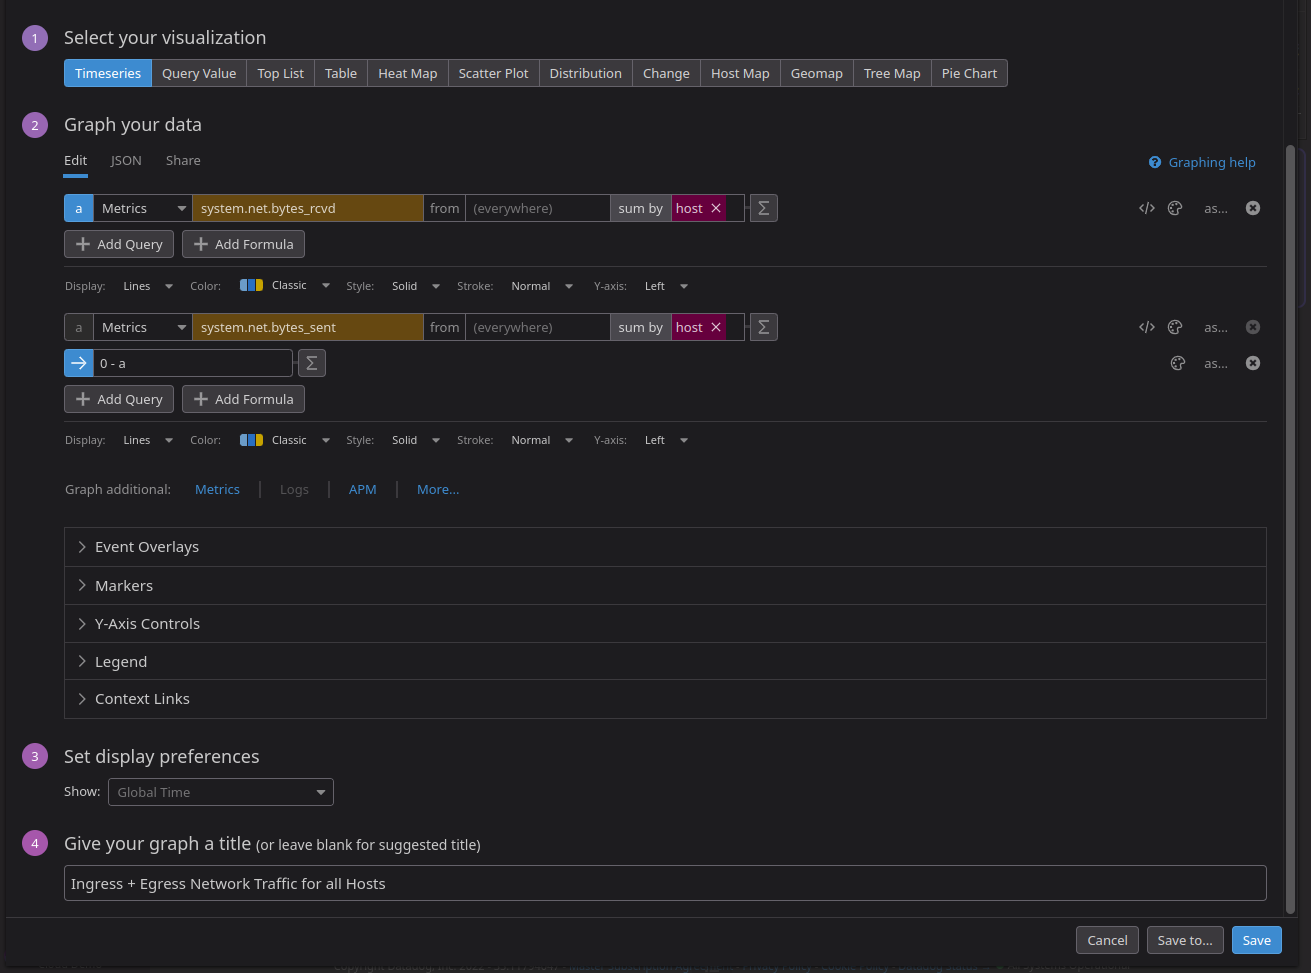 1 Select your visualization
Timeseries Query Value Top List Table Heat Map Scatter Plot Distribution Change Host Map Geomap Tree Map Pie Chart
2 Graph your data
Edit JSON Share
Graphing help
a Metrics system.net.bytes_rcvd from (everywhere) sum by host × Σ </> as...
+ Add Query + Add Formula
Display: Lines Color: Classic Style: Solid Stroke: Normal Y-axis: Left
a Metrics system.net.bytes_sent from (everywhere) sum by host × Σ </> as...
→ 0 - a Σ as...
+ Add Query + Add Formula
Display: Lines Color: Classic Style: Solid Stroke: Normal Y-axis: Left
Graph additional: Metrics | Logs | APM | More...
Event Overlays
Markers
Y-Axis Controls
Legend
Context Links
3 Set display preferences
Show: Global Time
4 Give your graph a title (or leave blank for suggested title)
Ingress + Egress Network Traffic for all Hosts
Cancel Save to... Save